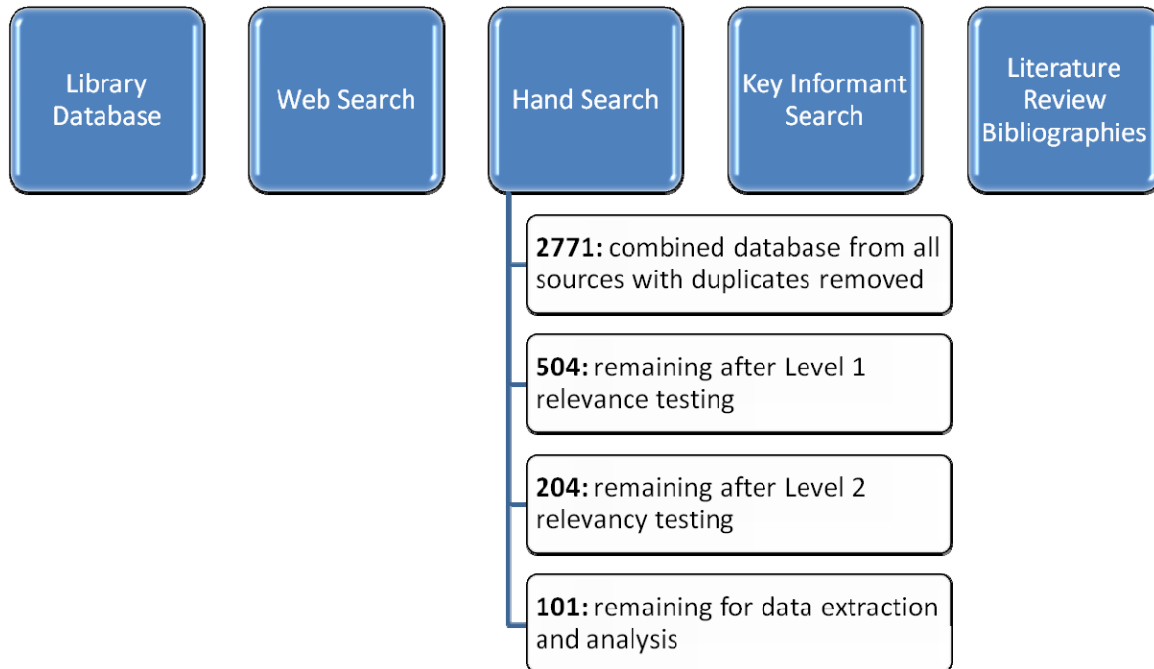 Library
Database
Web Search
Hand Search
Key Informant
Search
Literature
Review
Bibliographies
2771: combined database from all
sources with duplicates removed
504: remaining after Level 1
relevance testing
204: remaining after Level 2
relevancy testing
101: remaining for data extraction
and analysis